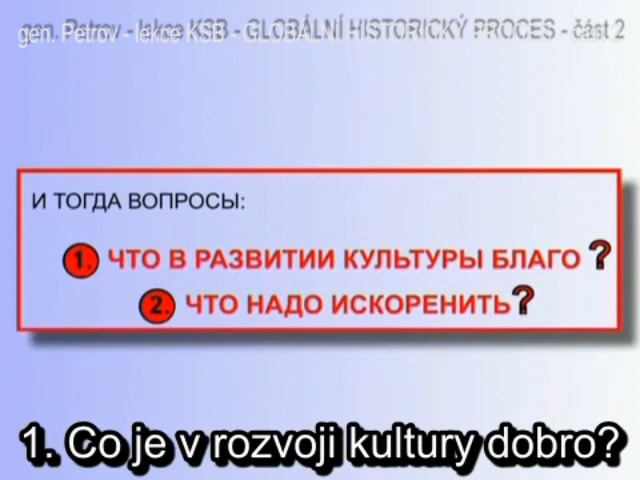 gen. Petrov - lekce KSB - GLOBÁLNÍ HISTORICKÝ PROCES - část 2
И ТОГДА ВОПРОСЫ:
1. ЧТО В РАЗВИТИИ КУЛЬТУРЫ БЛАГО ?
2. ЧТО НАДО ИСКОРЕНИТЬ?
1. Co je v rozvoji kultury dobro?